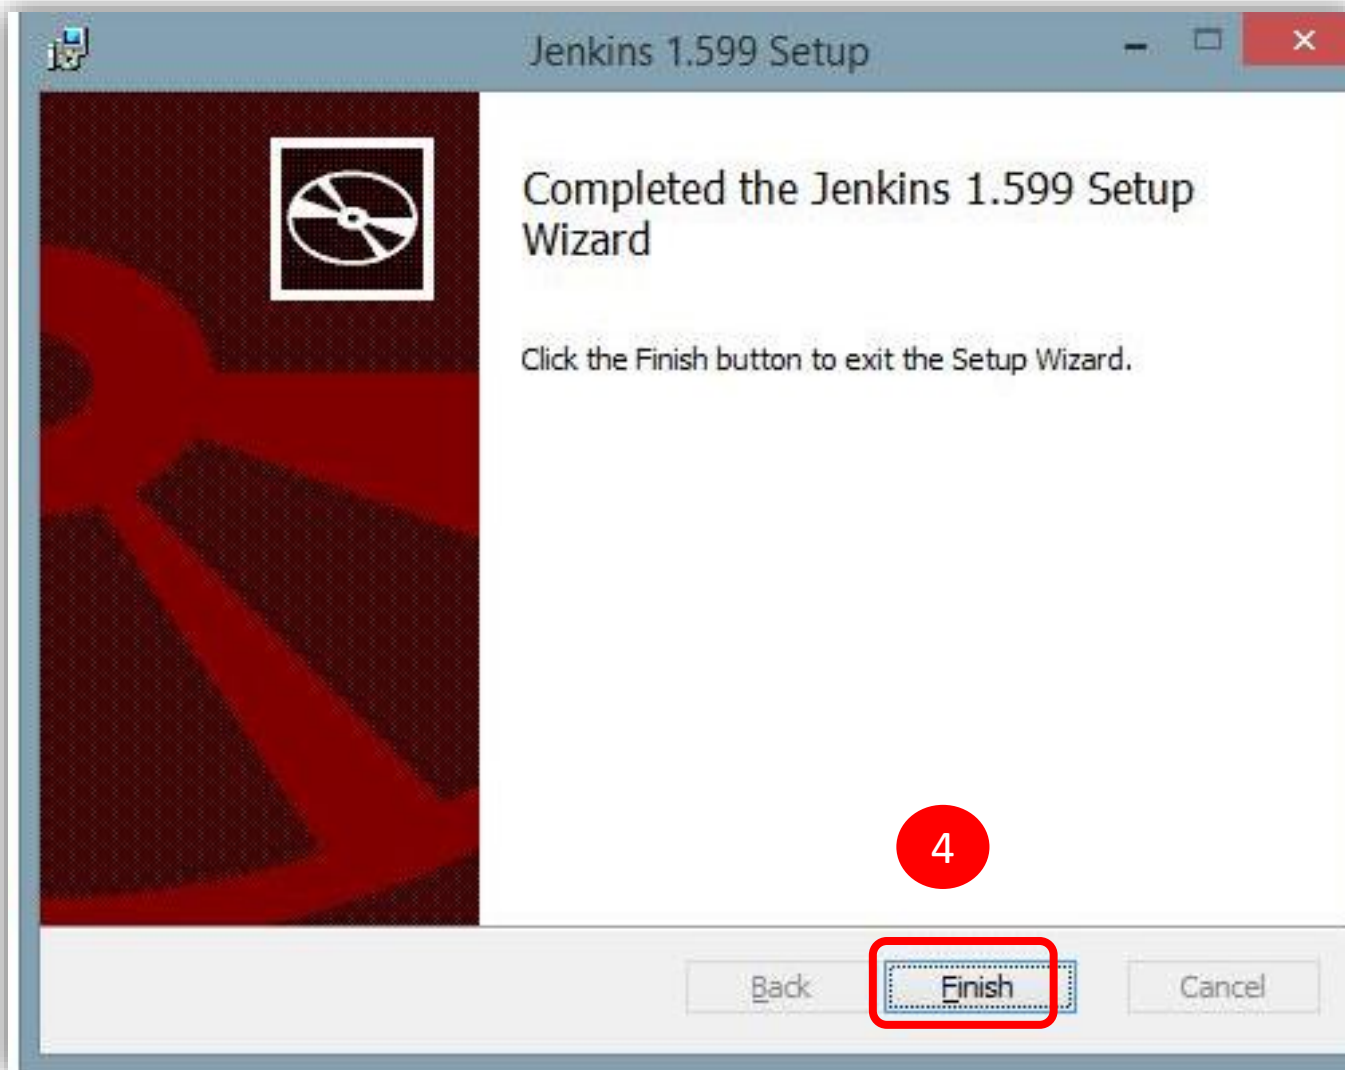 Jenkins 1.599 Setup
Completed the Jenkins 1.599 Setup
Wizard
Click the Finish button to exit the Setup Wizard.
4
Back Finish Cancel